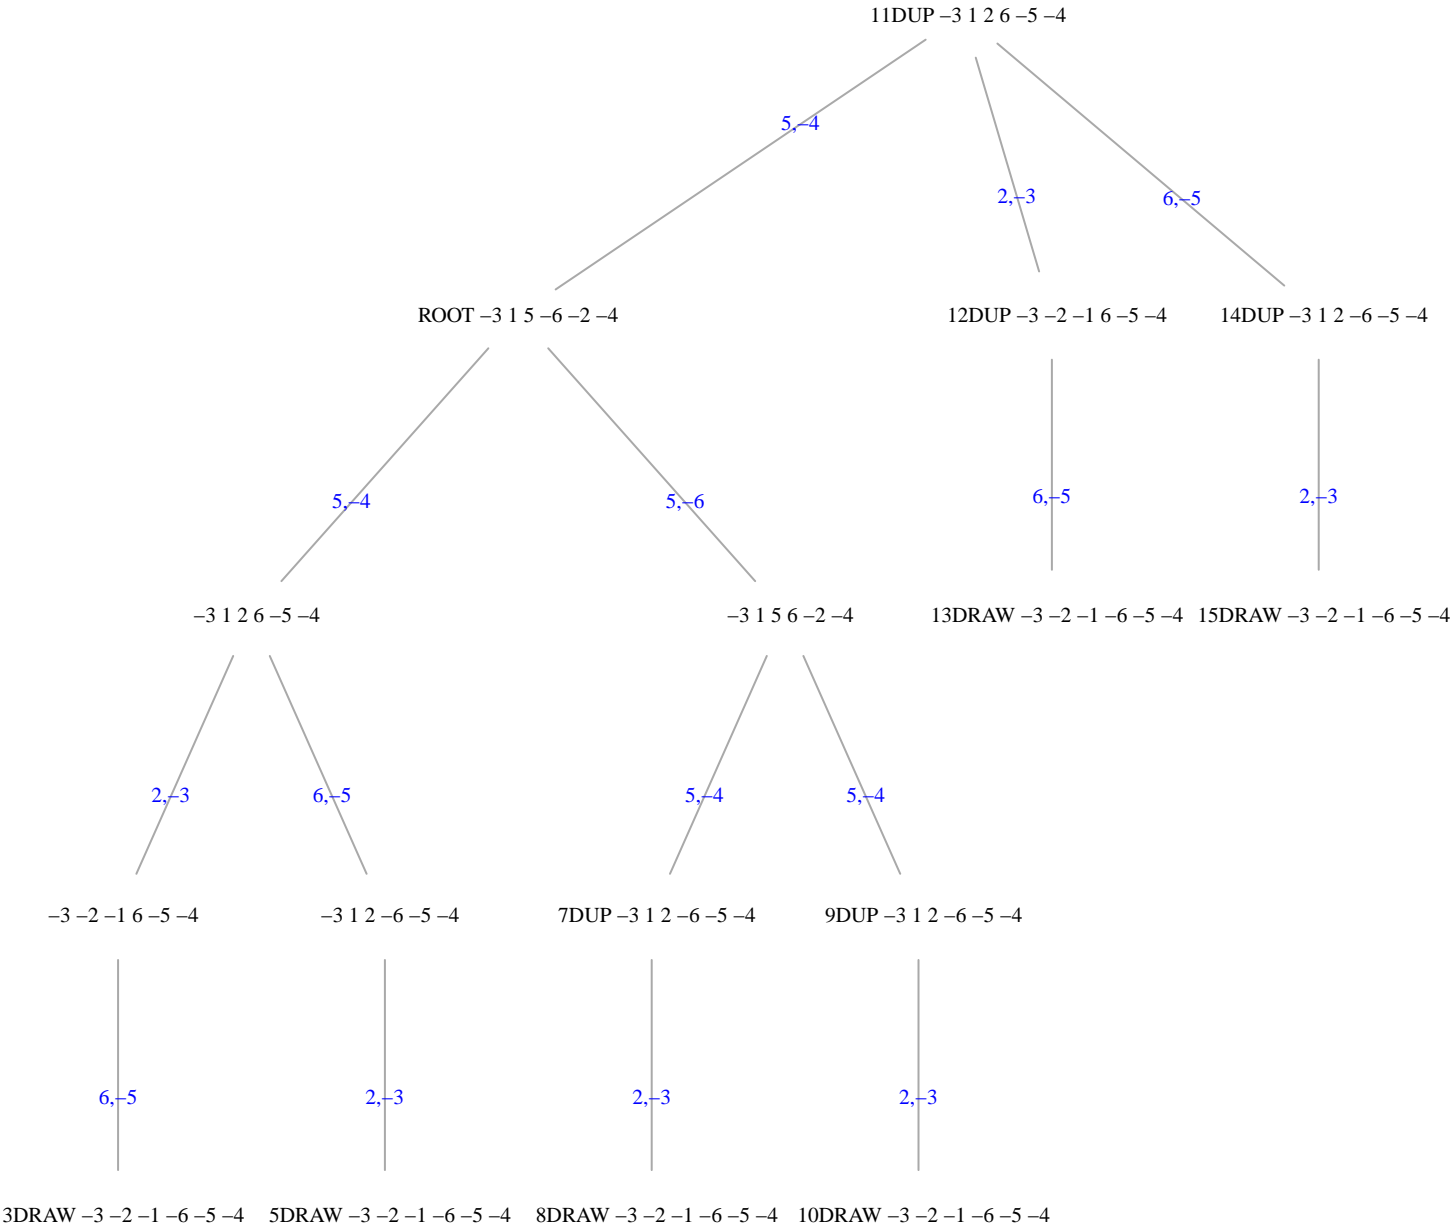 11DUP –3 1 2 6 –5 –4
5,–4
2,–3
6,–5
ROOT –3 1 5 –6 –2 –4
12DUP –3 –2 –1 6 –5 –4
14DUP –3 1 2 –6 –5 –4
5,–4
5,–6
6,–5
2,–3
–3 1 2 6 –5 –4
–3 1 5 6 –2 –4
13DRAW –3 –2 –1 –6 –5 –4
15DRAW –3 –2 –1 –6 –5 –4
2,–3
6,–5
5,–4
5,–4
–3 –2 –1 6 –5 –4
–3 1 2 –6 –5 –4
7DUP –3 1 2 –6 –5 –4
9DUP –3 1 2 –6 –5 –4
6,–5
2,–3
2,–3
2,–3
3DRAW –3 –2 –1 –6 –5 –4
5DRAW –3 –2 –1 –6 –5 –4
8DRAW –3 –2 –1 –6 –5 –4
10DRAW –3 –2 –1 –6 –5 –4